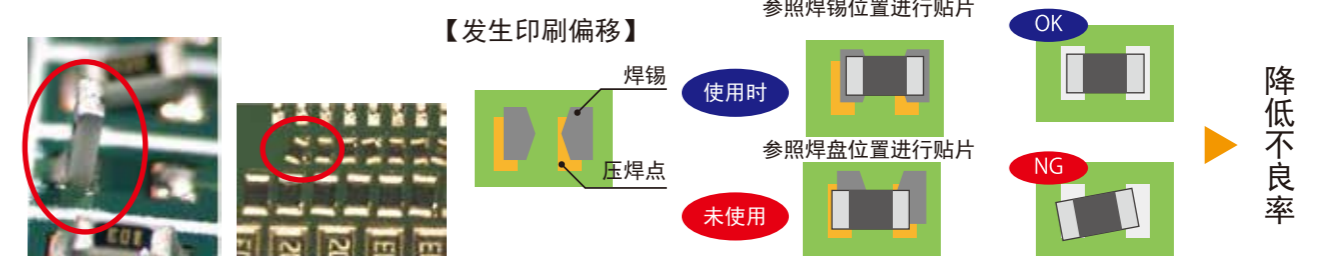 参照焊锡位置进行贴片
【发生印刷偏移】
OK
焊锡
使用时
参照焊盘位置进行贴片
压焊点
NG
未使用
降低不良率